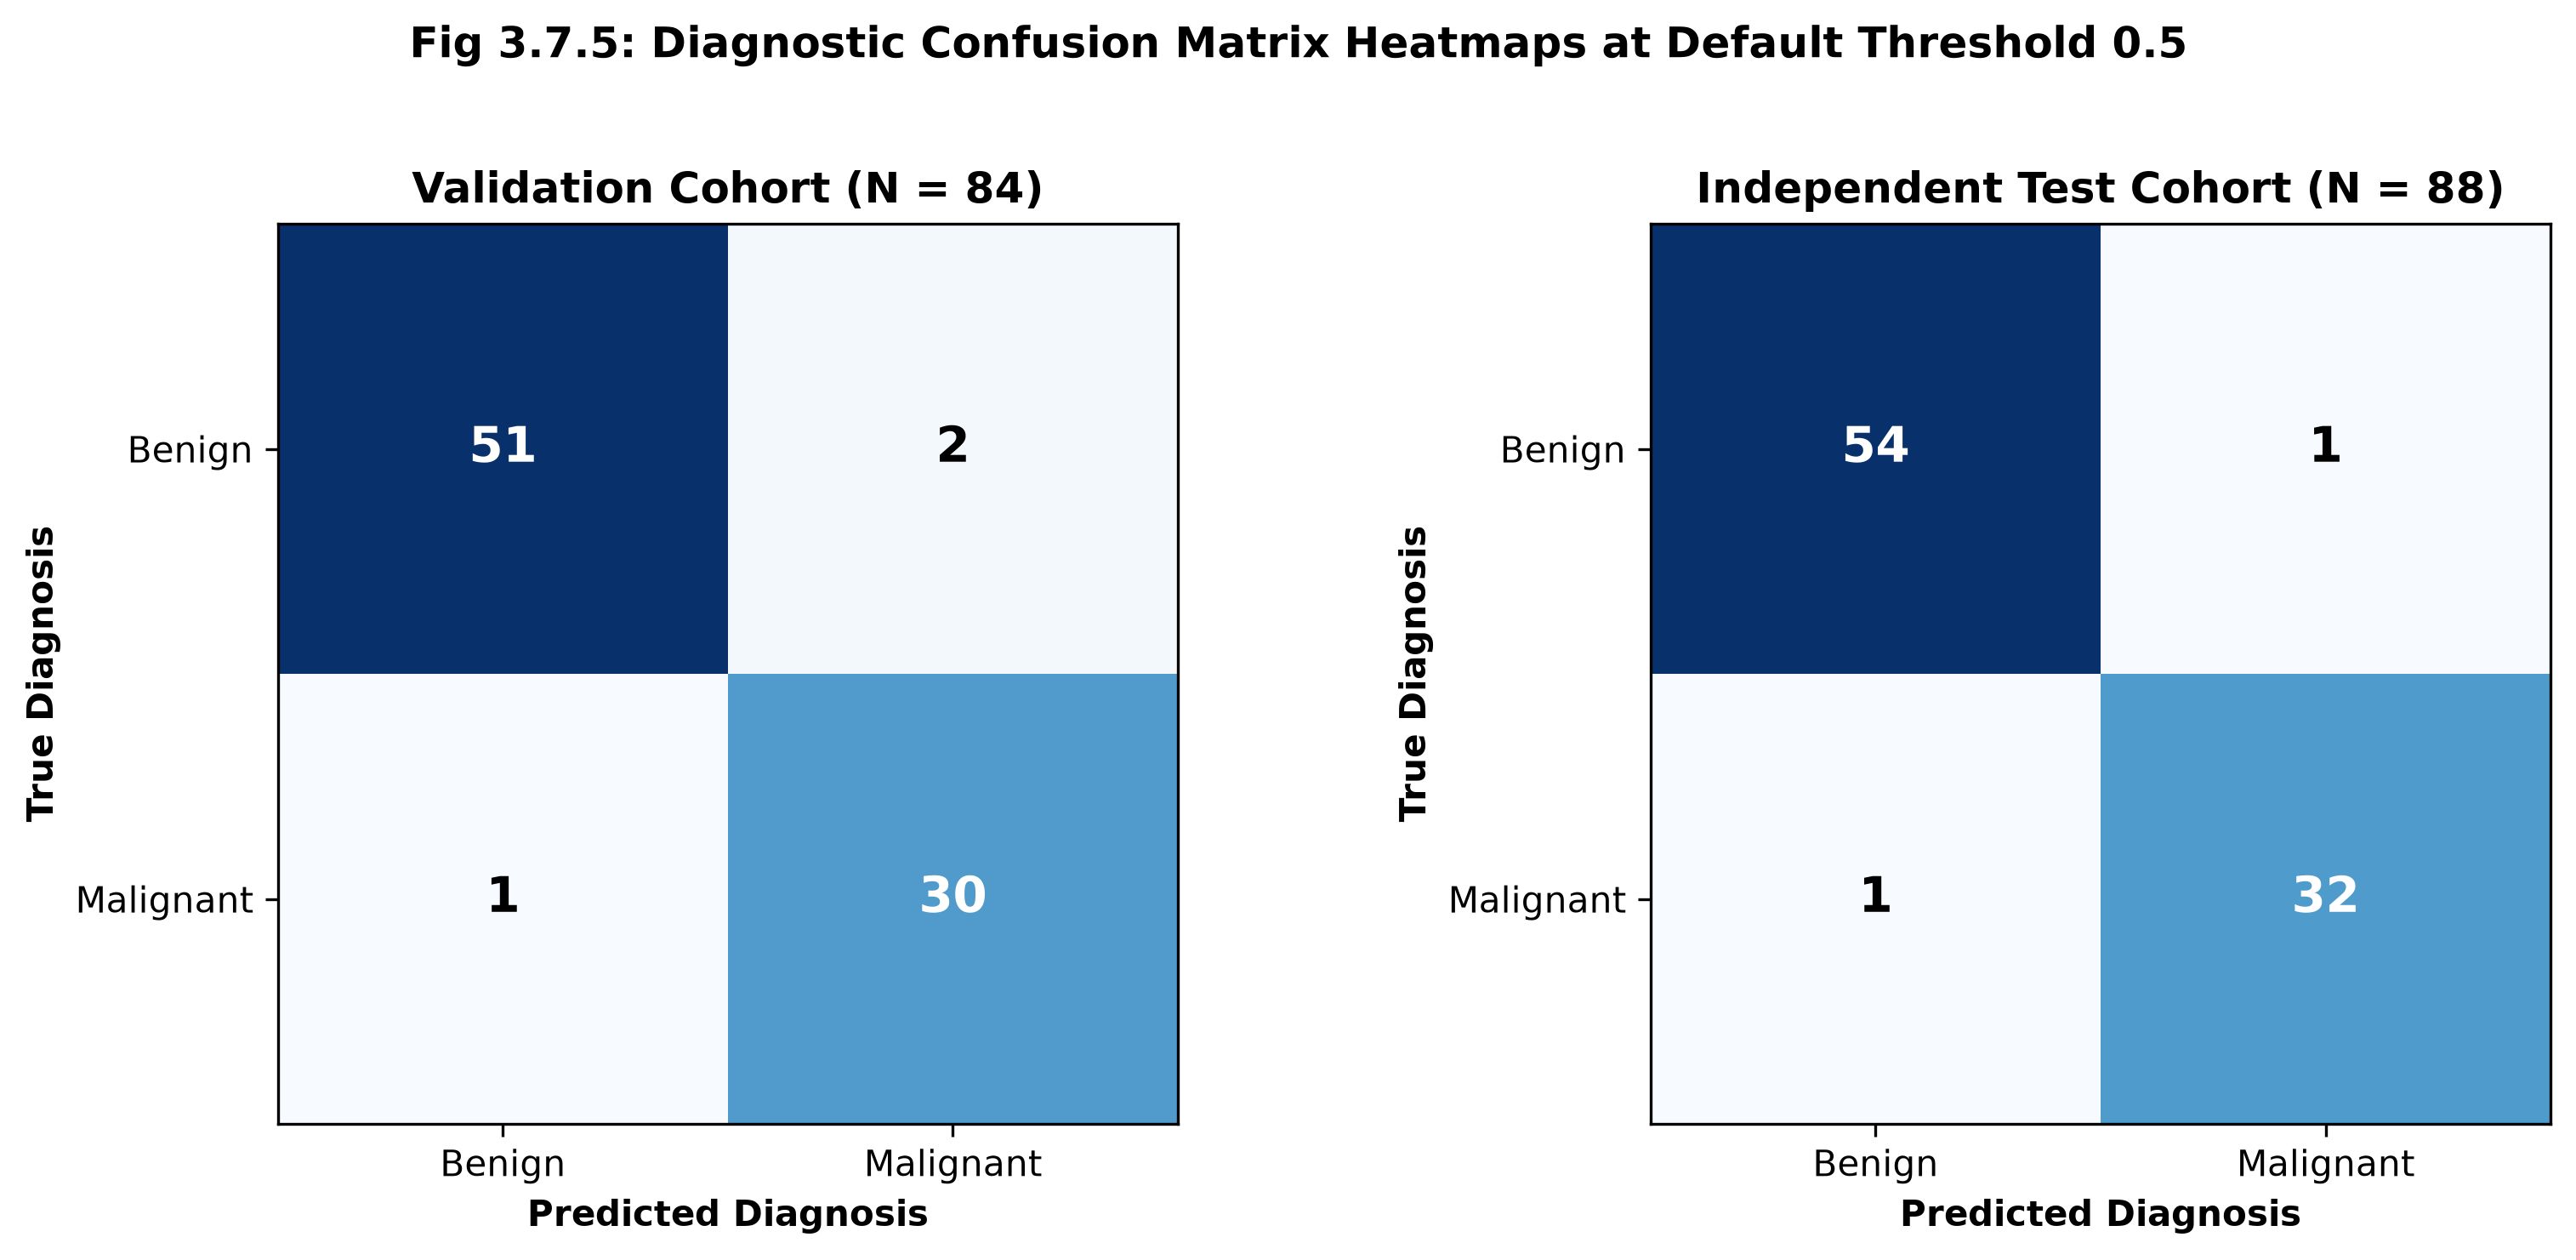 Fig 3.7.5: Diagnostic Confusion Matrix Heatmaps at Default Threshold 0.5
Validation Cohort (N = 84)
True Diagnosis
Benign
51
2
Malignant
1
30
Benign
Malignant
Predicted Diagnosis
Independent Test Cohort (N = 88)
True Diagnosis
Benign
54
1
Malignant
1
32
Benign
Malignant
Predicted Diagnosis